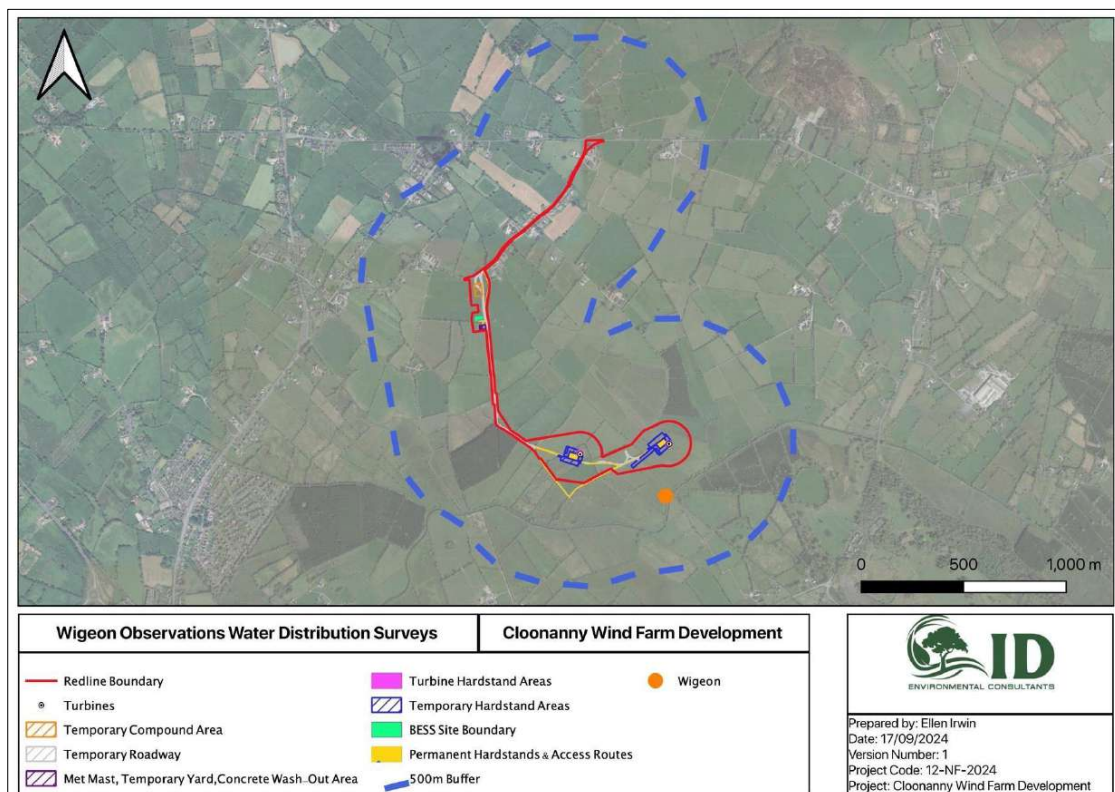 0 500 1,000 m
Wigeon Observations Water Distribution Surveys
Cloonanny Wind Farm Development
Redline Boundary
Turbines
Temporary Compound Area
Temporary Roadway
Met Mast, Temporary Yard,Concrete Wash-Out Area
Turbine Hardstand Areas
Temporary Hardstand Areas
BESS Site Boundary
Permanent Hardstands & Access Routes
500m Buffer
Wigeon
ID
ENVIRONMENTAL CONSULTANTS
Prepared by: Ellen Irwin
Date: 17/09/2024
Version Number: 1
Project Code: 12-NF-2024
Project: Cloonanny Wind Farm Development